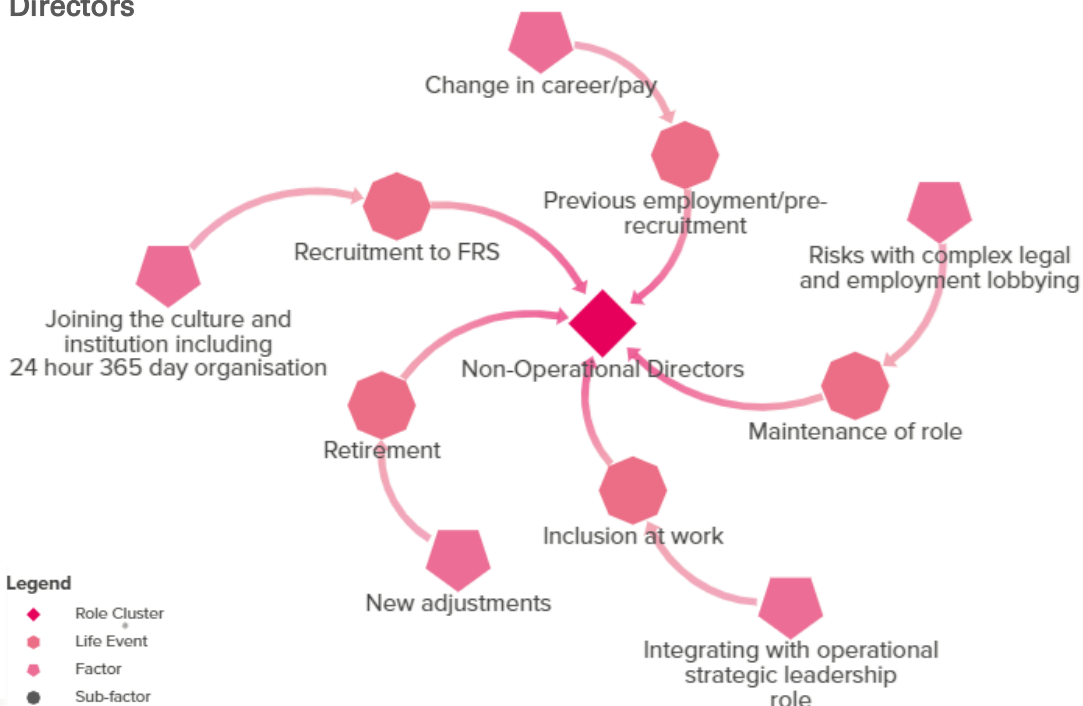 Directors
Change in career/pay
Previous employment/pre-
recruitment
Recruitment to FRS
Risks with complex legal
and employment lobbying
Joining the culture and
institution including
24 hour 365 day organisation
Non-Operational Directors
Retirement
Maintenance of role
Inclusion at work
New adjustments
Integrating with operational
strategic leadership
role
Legend
Role Cluster
Life Event
Factor
Sub-factor